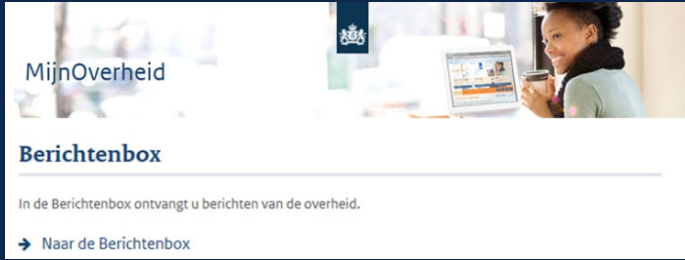 MijnOverheid
Berichtenbox
In de Berichtenbox ontvangt u berichten van de overheid.
Naar de Berichtenbox